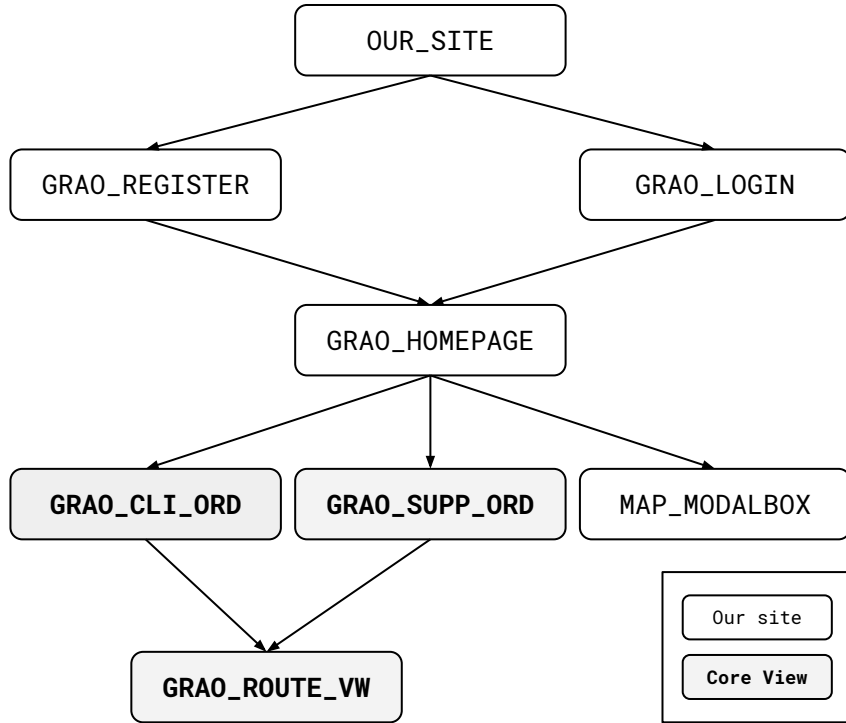 OUR_SITE
GRAO_REGISTER
GRAO_LOGIN
GRAO_HOMEPAGE
GRAO_CLI_ORD
GRAO_SUPP_ORD
MAP_MODALBOX
Our site
Core View
GRAO_ROUTE_VW